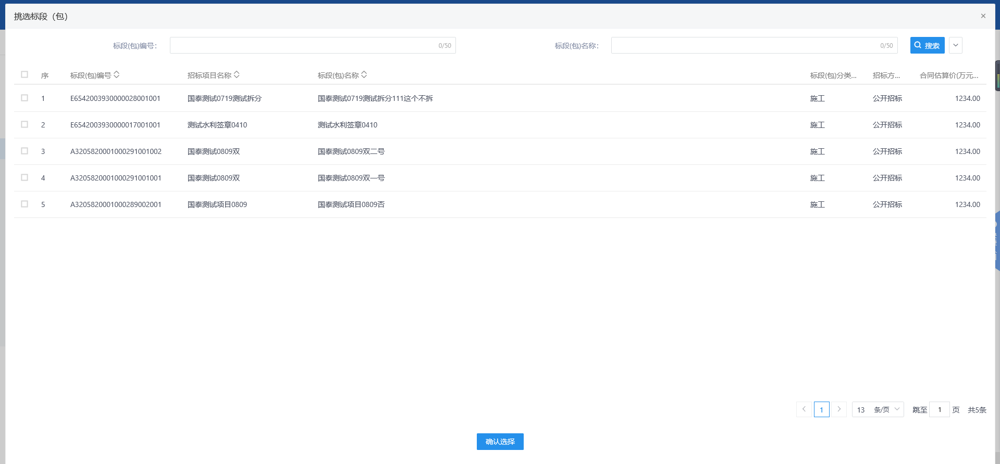 挑选标段（包）
标段(包)编号： 0/50 标段(包)名称： 0/50 搜索
序 标段(包)编号 招标项目名称 标段(包)名称 标段(包)分类... 招标方... 合同估算价(万元...
1 E6542003930000028001001 国泰测试0719测试拆分 国泰测试0719测试拆分111这个不拆 施工 公开招标 1234.00
2 E6542003930000017001001 测试水利签章0410 测试水利签章0410 施工 公开招标 1234.00
3 A3205820001000291001002 国泰测试0809双 国泰测试0809双二号 施工 公开招标 1234.00
4 A3205820001000291001001 国泰测试0809双 国泰测试0809双一号 施工 公开招标 1234.00
5 A3205820001000289002001 国泰测试项目0809 国泰测试项目0809否 施工 公开招标 1234.00
1 13 条/页 跳至 1 页 共5条
确认选择